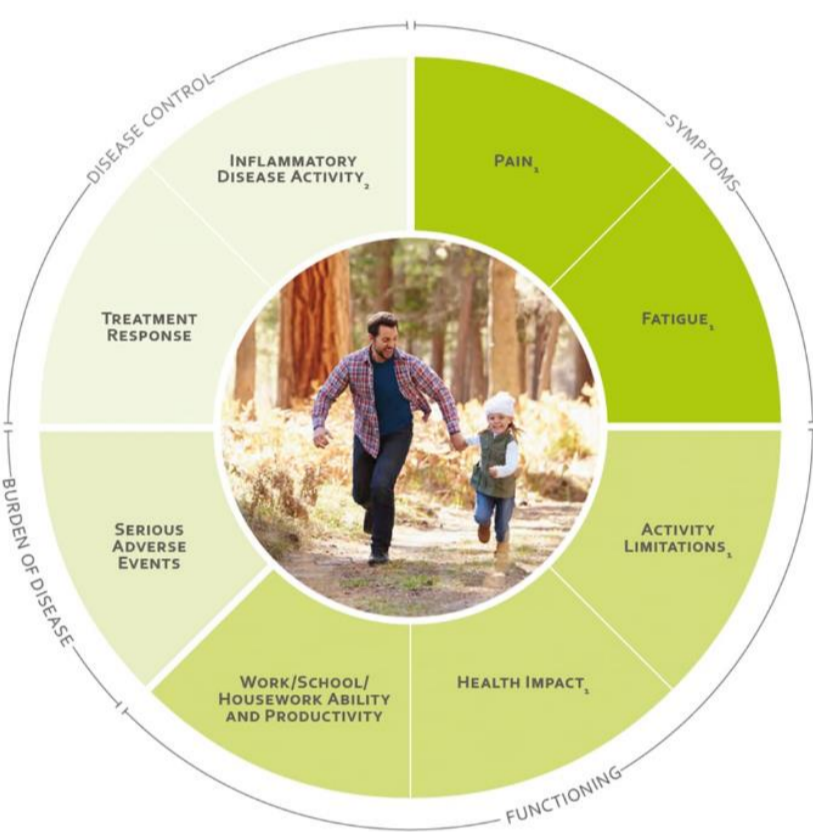 DISEASE CONTROL
SYMPTOMS
INFLAMMATORY
DISEASE ACTIVITY₂
PAIN₁
TREATMENT
RESPONSE
FATIGUE₁
SERIOUS
ADVERSE
EVENTS
ACTIVITY
LIMITATIONS₁
WORK/SCHOOL/
HOUSEWORK ABILITY
AND PRODUCTIVITY
HEALTH IMPACT₁
BURDEN OF DISEASE
FUNCTIONING